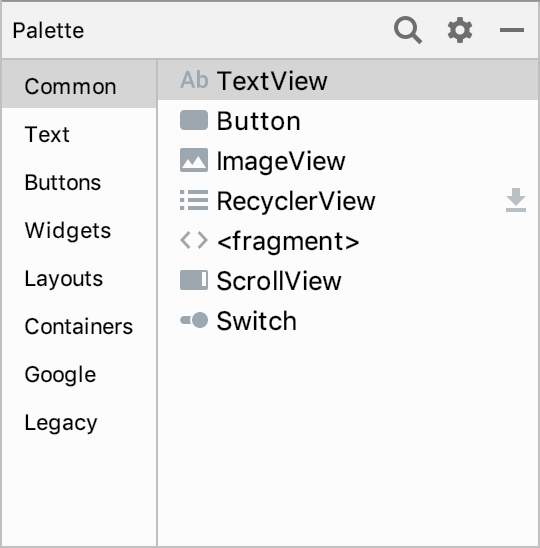 Palette
Common
Text
Buttons
Widgets
Layouts
Containers
Google
Legacy
Ab TextView
Button
ImageView
RecyclerView
<fragment>
ScrollView
Switch